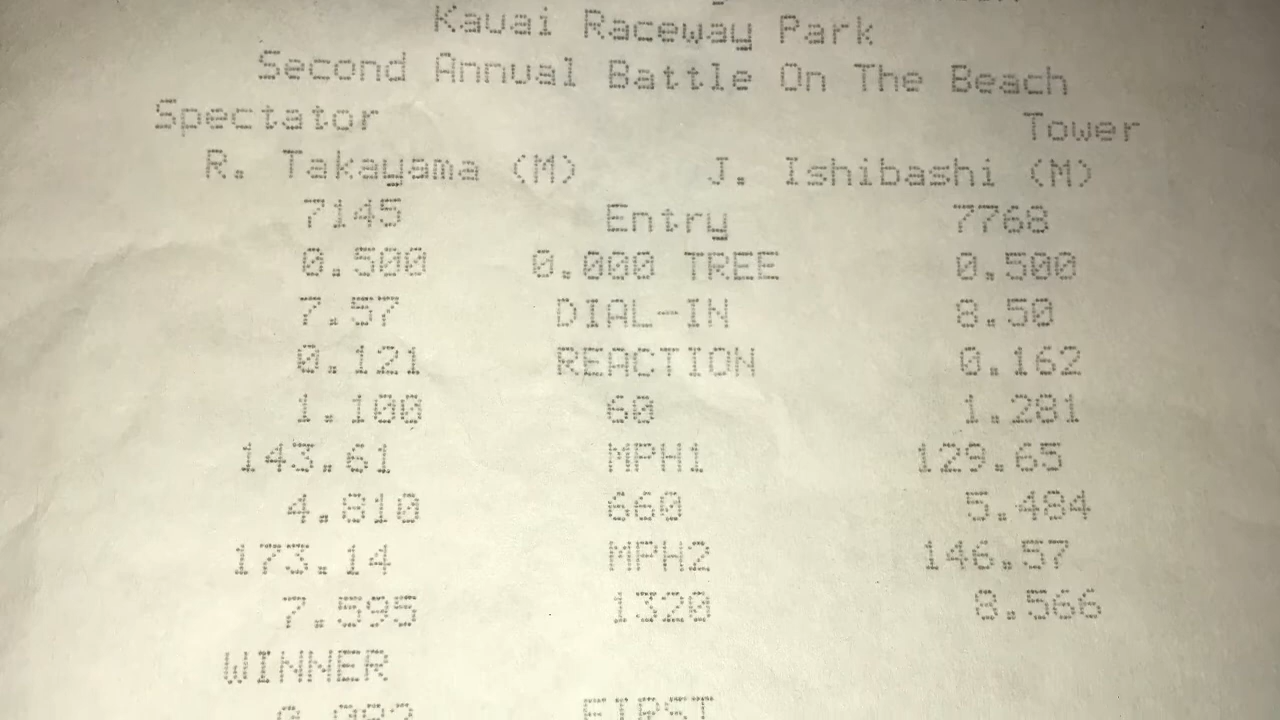 Kauai Raceway Park
Second Annual Battle On The Beach
Spectator Tower
R. Takayama (M) J. Ishibashi (M)
7145 Entry 7768
0.500 0.000 TREE 0.500
7.57 DIAL-IN 8.50
0.121 REACTION 0.162
1.100 60 1.281
143.61 MPH1 129.65
4.810 660 5.484
173.14 MPH2 146.57
7.595 1320 8.566
WINNER
FIRST